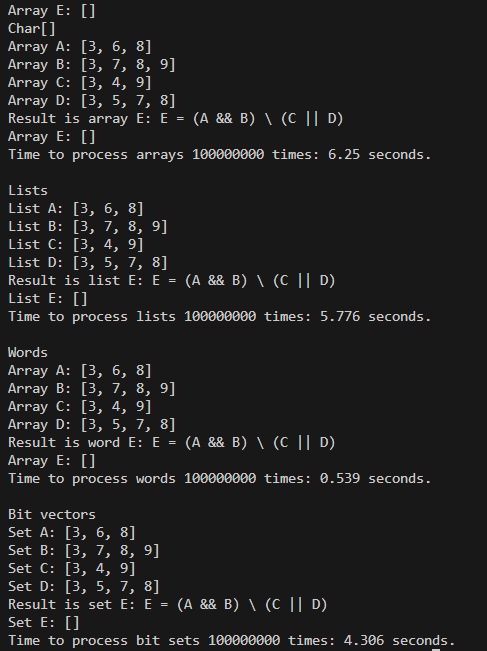 Array E: []
Char[]
Array A: [3, 6, 8]
Array B: [3, 7, 8, 9]
Array C: [3, 4, 9]
Array D: [3, 5, 7, 8]
Result is array E: E = (A && B) \ (C || D)
Array E: []
Time to process arrays 100000000 times: 6.25 seconds.
Lists
List A: [3, 6, 8]
List B: [3, 7, 8, 9]
List C: [3, 4, 9]
List D: [3, 5, 7, 8]
Result is list E: E = (A && B) \ (C || D)
List E: []
Time to process lists 100000000 times: 5.776 seconds.
Words
Array A: [3, 6, 8]
Array B: [3, 7, 8, 9]
Array C: [3, 4, 9]
Array D: [3, 5, 7, 8]
Result is word E: E = (A && B) \ (C || D)
Array E: []
Time to process words 100000000 times: 0.539 seconds.
Bit vectors
Set A: [3, 6, 8]
Set B: [3, 7, 8, 9]
Set C: [3, 4, 9]
Set D: [3, 5, 7, 8]
Result is set E: E = (A && B) \ (C || D)
Set E: []
Time to process bit sets 100000000 times: 4.306 seconds.